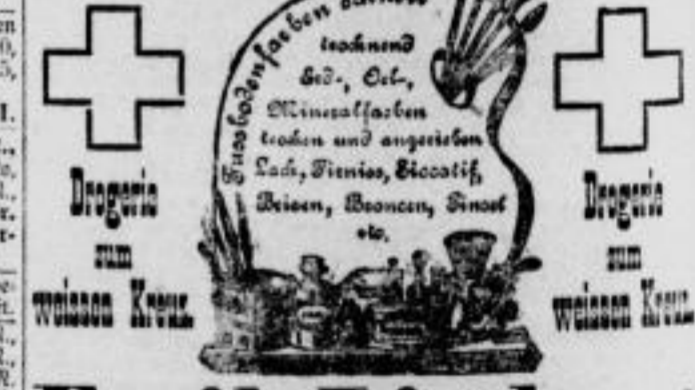 Fussbodenfarben
trocknend
Erd-, Oel-,
Mineralfarben
trocken und angerieben
Lack, Firniss, Siccatif,
Beizen, Broncen, Pinsel
etc.
Drogerie
zum
weissen Kreuz.
Drogerie
zum
weissen Kreuz.